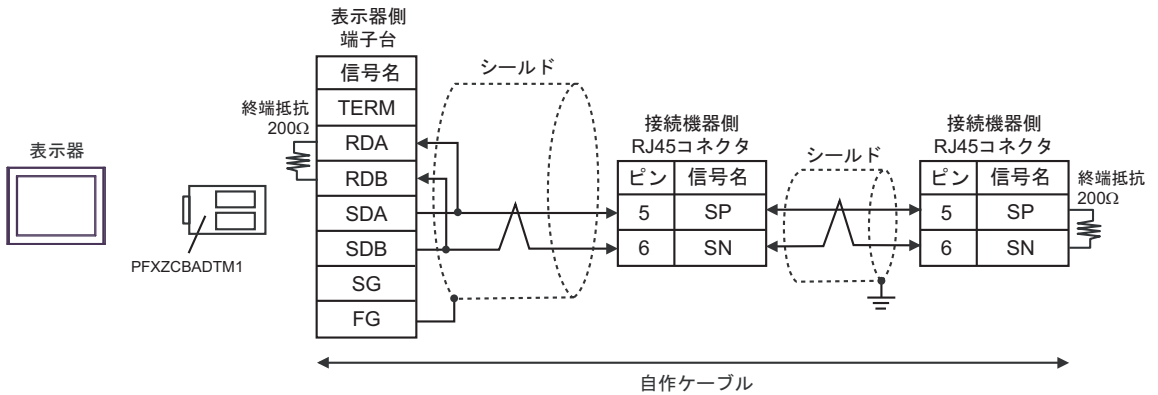 表示器
PFXZCBADTM1
表示器側
端子台
信号名
TERM
RDA
RDB
SDA
SDB
SG
FG
終端抵抗
200Ω
シールド
接続機器側
RJ45コネクタ
ピン 信号名
5 SP
6 SN
シールド
接続機器側
RJ45コネクタ
ピン 信号名
5 SP
6 SN
終端抵抗
200Ω
自作ケーブル